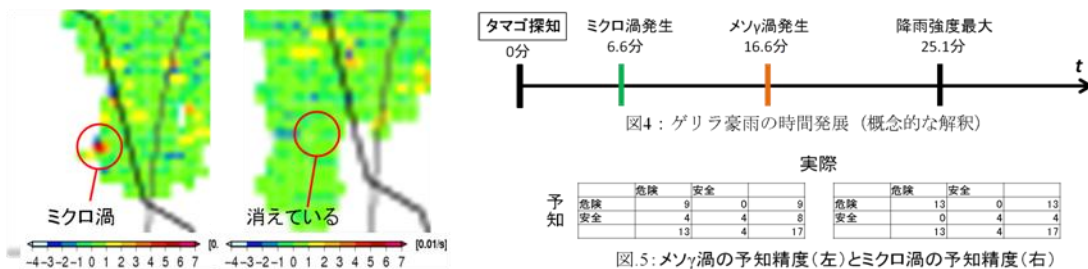 ミクロ渦
消えている
[0.
−4−3−2−1 0 1 2 3 4 5 6 7
[0.01/s]
−4−3−2−1 0 1 2 3 4 5 6 7
タマゴ探知
0分
ミクロ渦発生
6.6分
メソγ渦発生
16.6分
降雨強度最大
25.1分
t
図4：ゲリラ豪雨の時間発展（概念的な解釈）
実際
予知
危険 安全
危険 9 0 9
安全 4 4 8
13 4 17
危険 安全
危険 13 0 13
安全 0 4 4
13 4 17
図.5：メソγ渦の予知精度（左）とミクロ渦の予知精度（右）